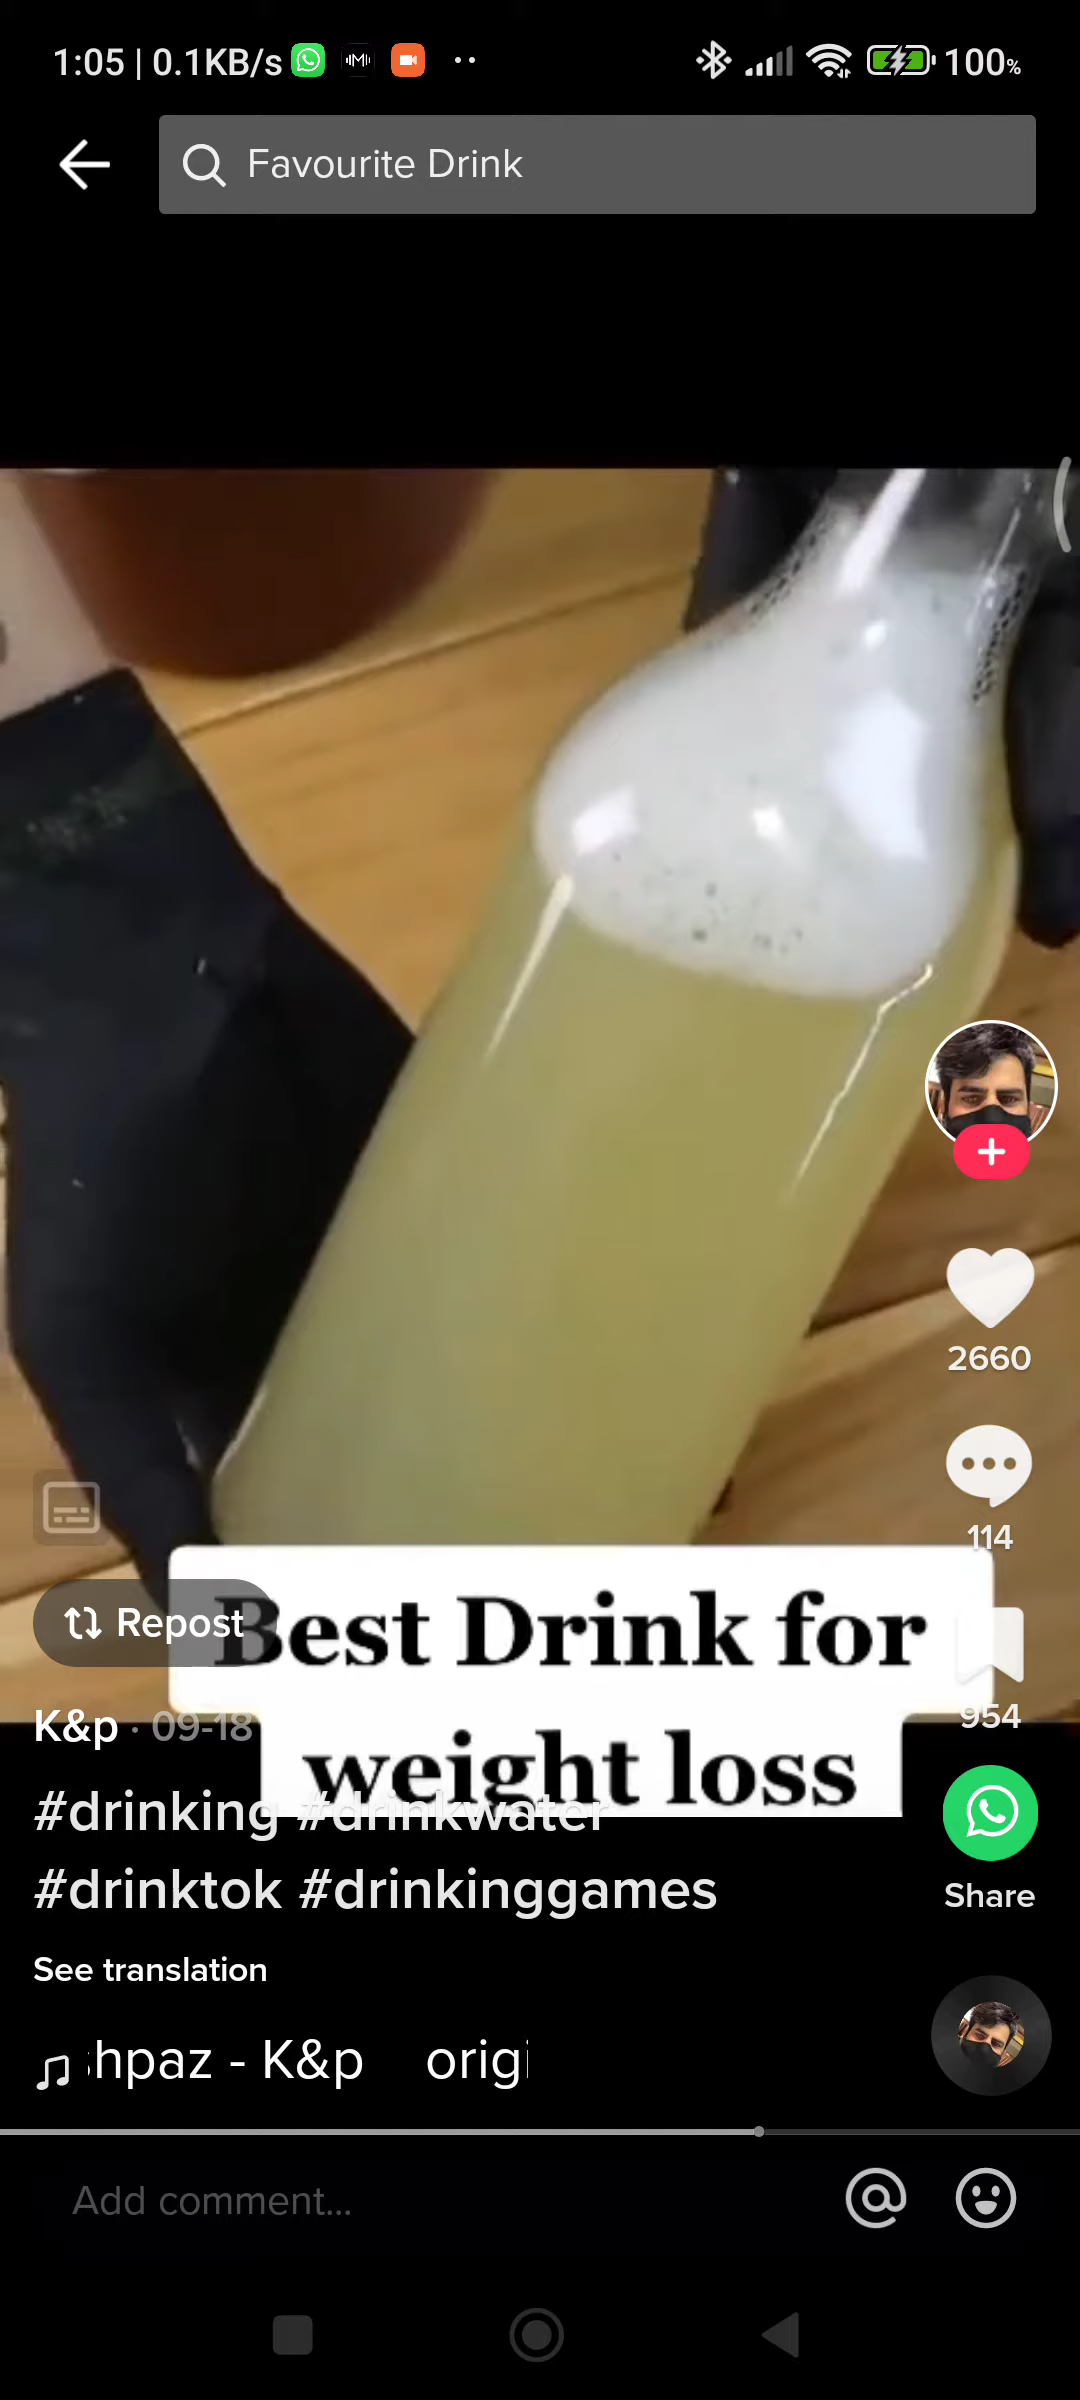 1:05 | 0.1KB/s 100%
Favourite Drink
2660
114
Best Drink for
Repost
954
K&p · 09-18
weight loss
#drinking #drinkwater
#drinktok #drinkinggames
Share
See translation
hpaz - K&p origi
Add comment...